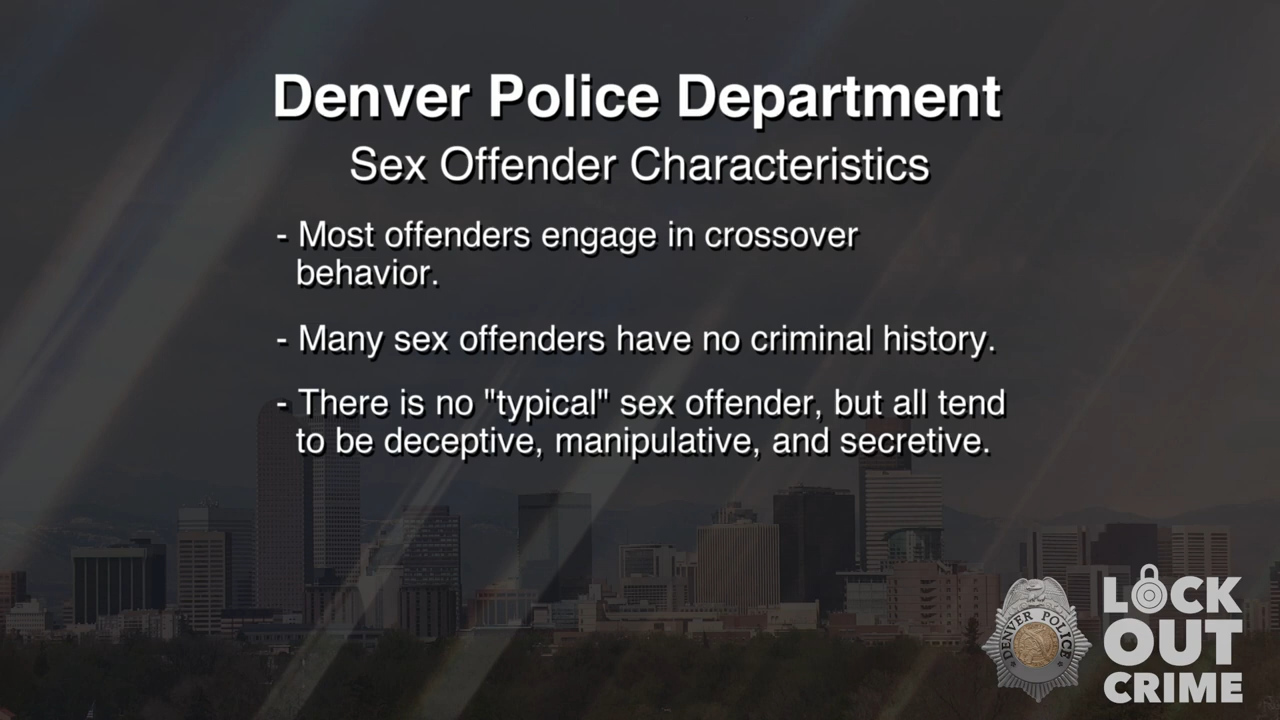 Denver Police Department
Sex Offender Characteristics
- Most offenders engage in crossover
behavior.
- Many sex offenders have no criminal history.
- There is no "typical" sex offender, but all tend
to be deceptive, manipulative, and secretive.
DENVER POLICE
LOCK
OUT
CRIME